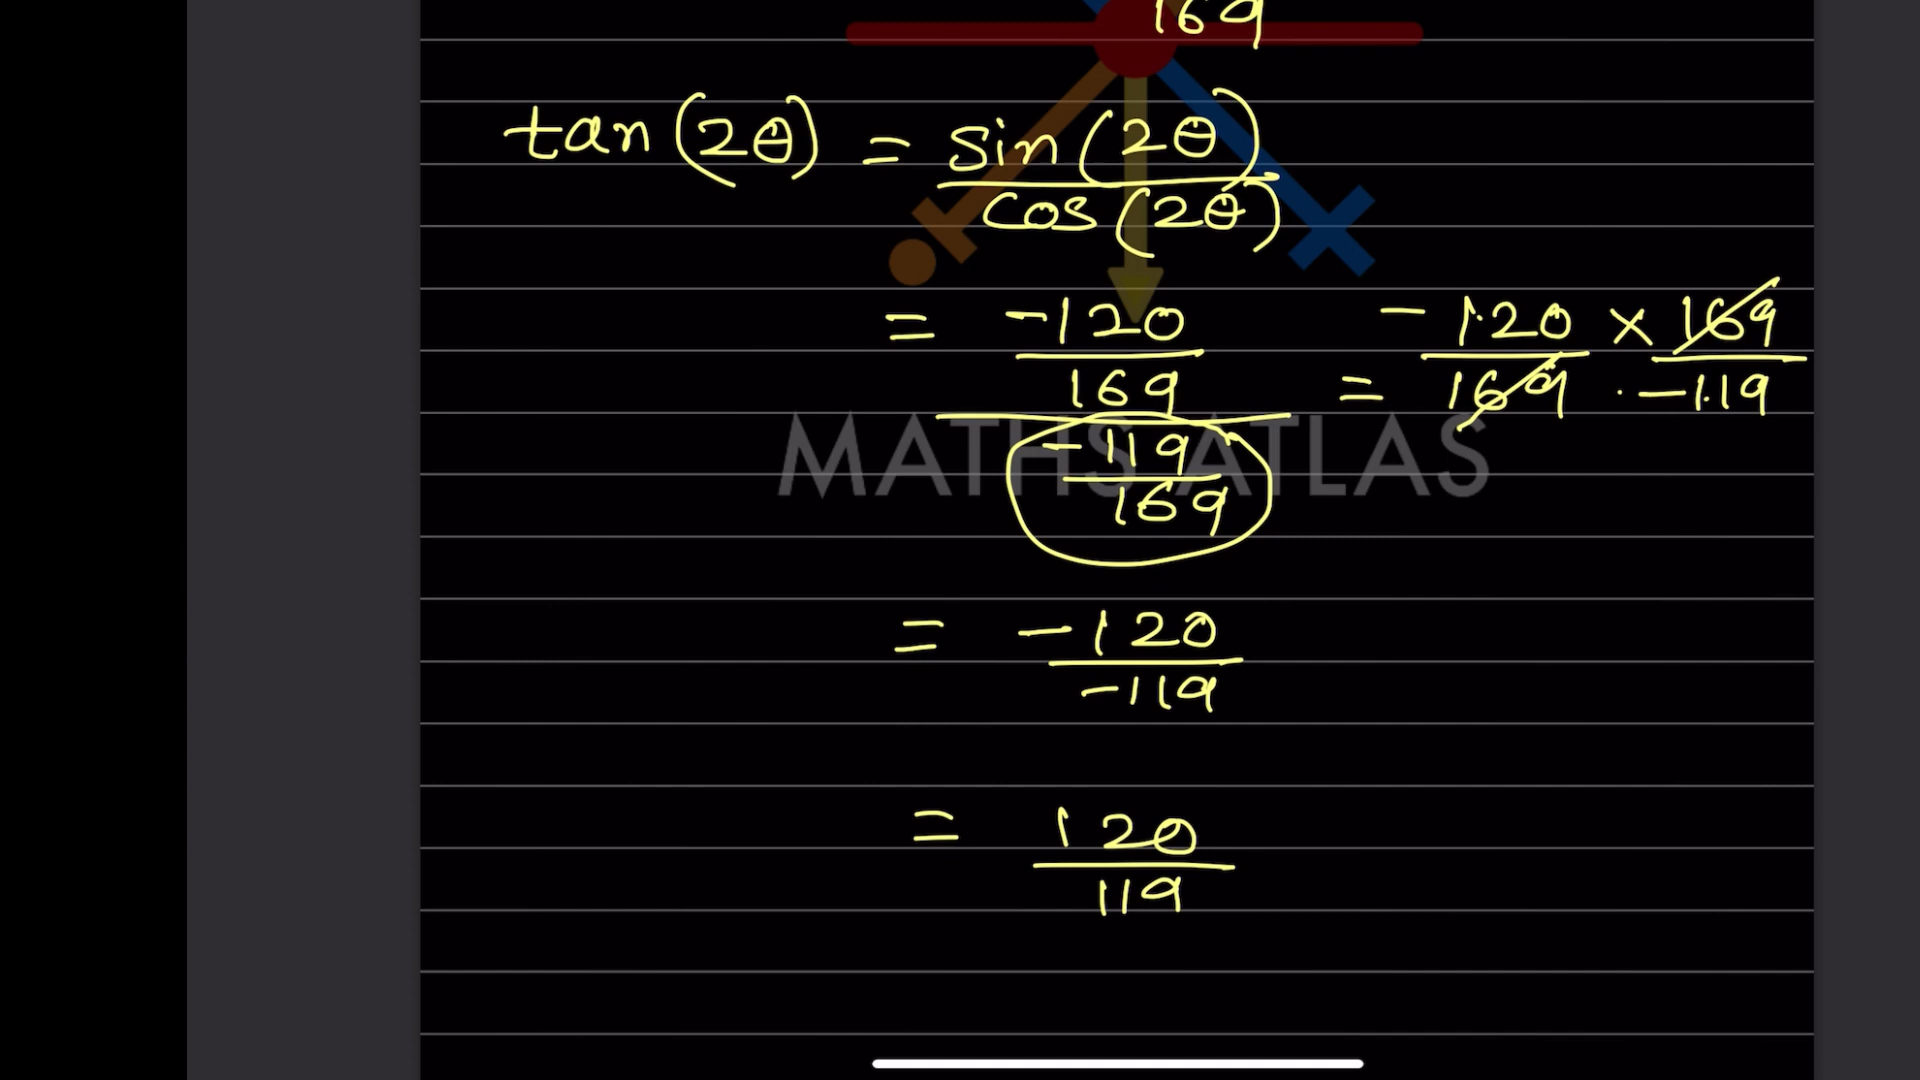 169
tan(2θ) = sin(2θ)
cos(2θ)
= -120 - 120 × 169
169 = 169 · -119
-119
169
MATHS ATLAS
= -120
-119
= 120
119